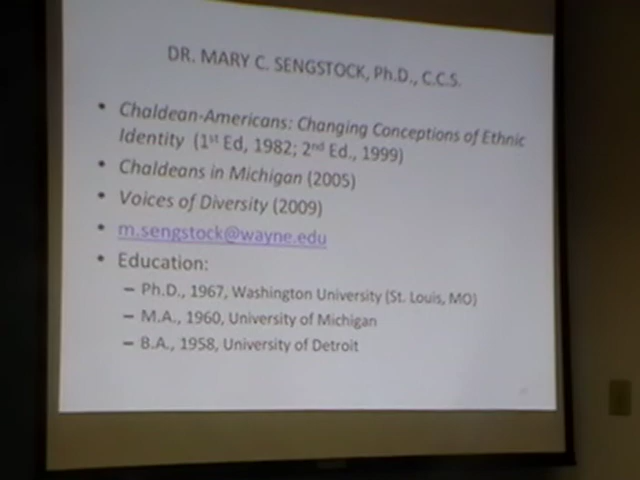 DR. MARY C. SENGSTOCK, Ph.D., C.C.S.
• Chaldean-Americans: Changing Conceptions of Ethnic
Identity (1st Ed, 1982; 2nd Ed., 1999)
• Chaldeans in Michigan (2005)
• Voices of Diversity (2009)
• m.sengstock@wayne.edu
• Education:
– Ph.D., 1967, Washington University (St. Louis, MO)
– M.A., 1960, University of Michigan
– B.A., 1958, University of Detroit